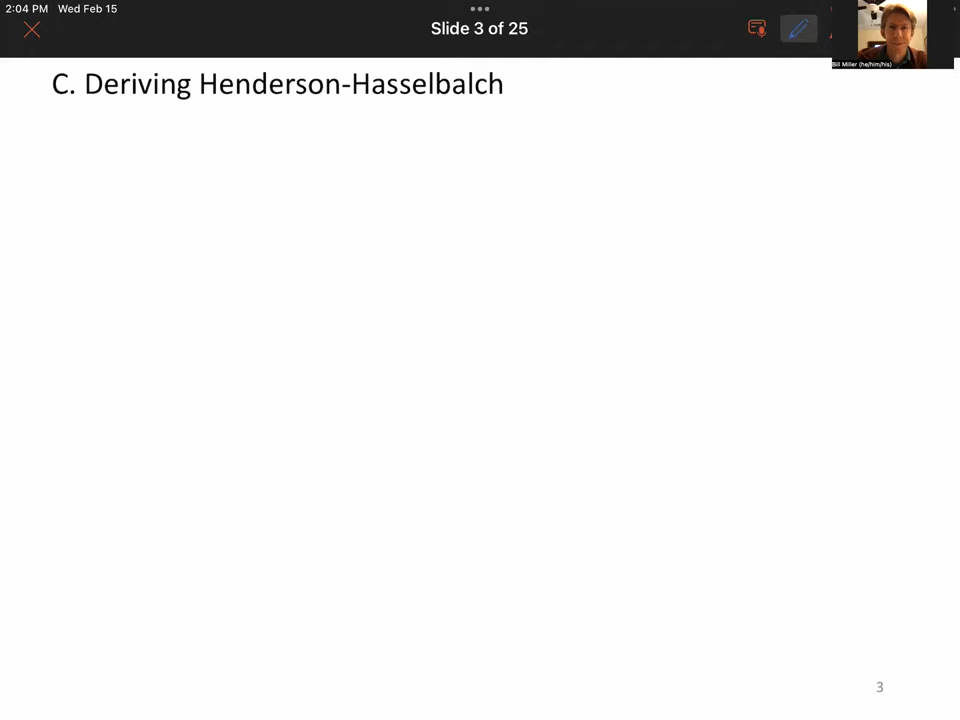 2:04 PM Wed Feb 15
Slide 3 of 25
Bill Miller (he/him/his)
C. Deriving Henderson-Hasselbalch
3